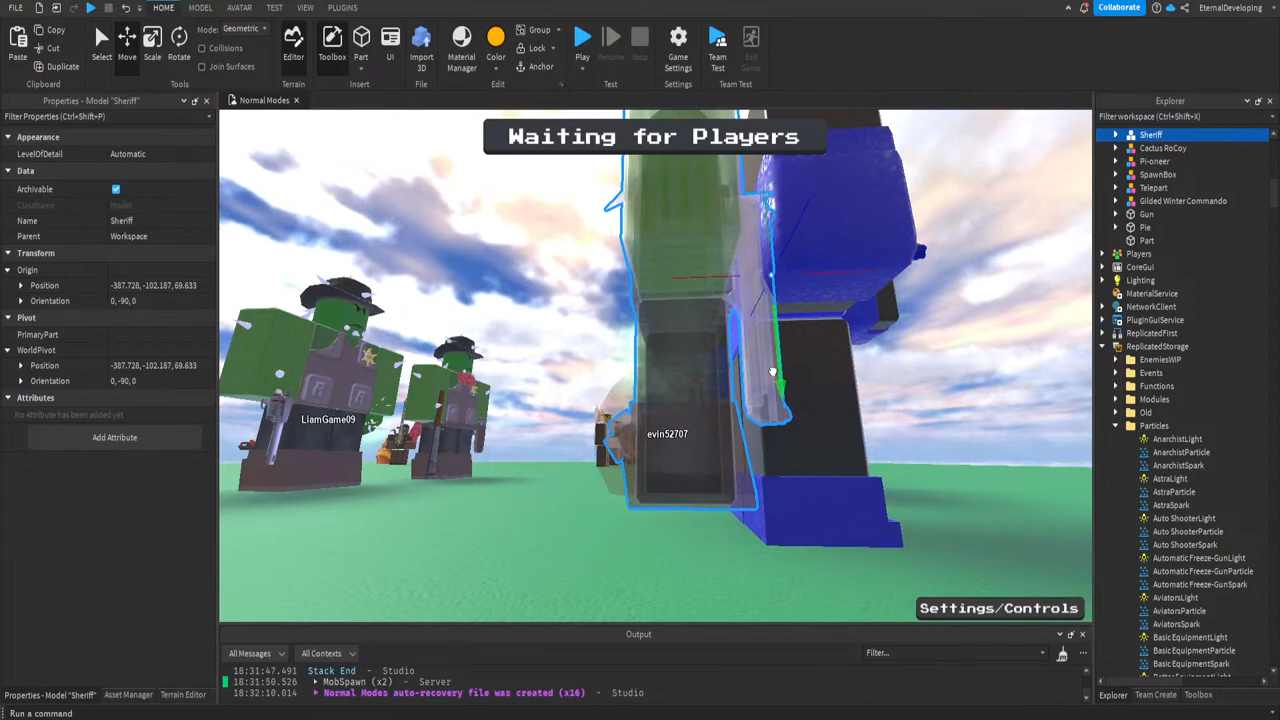 FILE HOME MODEL AVATAR TEST VIEW PLUGINS Collaborate EternalDeveloping
Paste Copy Cut Duplicate Select Move Scale Rotate Mode: Geometric Collisions Join Surfaces Editor Toolbox Part UI Import 3D Material Manager Color Group Lock Anchor Play Resume Stop Game Settings Team Test Exit Game
Clipboard Tools Terrain Insert File Edit Test Settings Team Test
Properties - Model "Sheriff"
Filter Properties (Ctrl+Shift+P)
Appearance
LevelOfDetail Automatic
Data
Archivable
ClassName Model
Name Sheriff
Parent Workspace
Transform
Origin
Position -387.728, -102.187, 69.633
Orientation 0, -90, 0
Pivot
PrimaryPart
WorldPivot
Position -387.728, -102.187, 69.633
Orientation 0, -90, 0
Attributes
No Attribute has been added yet
Add Attribute
Properties - Model "Sheriff" Asset Manager Terrain Editor
Run a command
Normal Modes
Waiting for Players
LiamGame09
evin52707
Settings/Controls
Output
All Messages All Contexts Filter...
18:31:47.491 Stack End - Studio
18:31:50.526 MobSpawn (x2) - Server
18:32:10.014 Normal Modes auto-recovery file was created (x16) - Studio
Explorer
Filter workspace (Ctrl+Shift+X)
Sheriff
Cactus RoCoy
Pi-oneer
SpawnBox
Telepart
Gilded Winter Commando
Gun
Pie
Part
Players
CoreGui
Lighting
MaterialService
NetworkClient
PluginGuiService
ReplicatedFirst
ReplicatedStorage
EnemiesWIP
Events
Functions
Modules
Old
Particles
AnarchistLight
AnarchistParticle
AnarchistSpark
AstraLight
AstraParticle
AstraSpark
Auto ShooterLight
Auto ShooterParticle
Auto ShooterSpark
Automatic Freeze-GunLight
Automatic Freeze-GunParticle
Automatic Freeze-GunSpark
AviatorsLight
AviatorsParticle
AviatorsSpark
Basic EquipmentLight
Basic EquipmentParticle
Basic EquipmentSpark
Explorer Team Create Toolbox